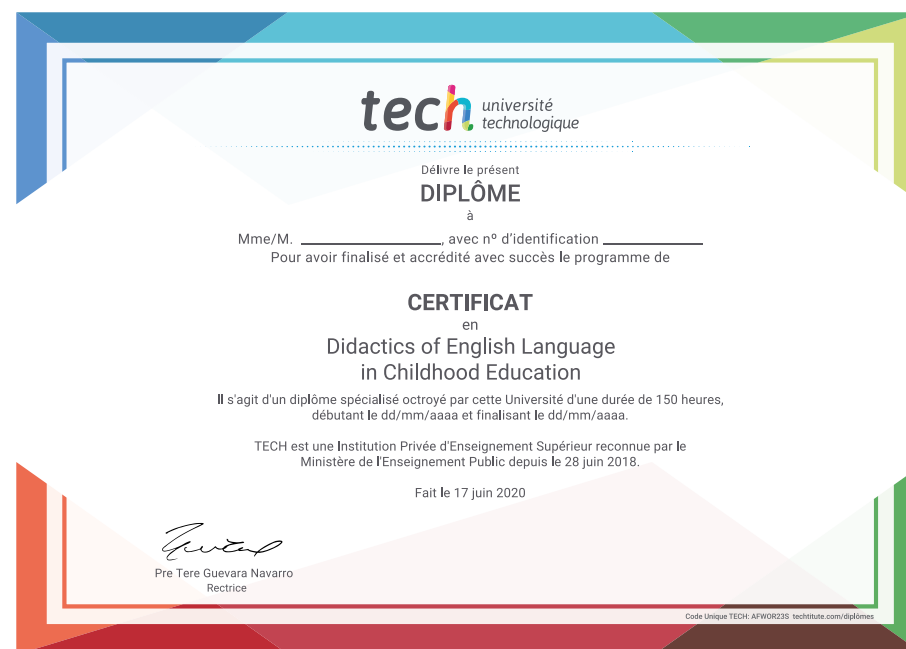 tech université
technologique
Délivre le présent
DIPLÔME
à
Mme/M. ____________________, avec nº d'identification ______________
Pour avoir finalisé et accrédité avec succès le programme de
CERTIFICAT
en
Didactics of English Language
in Childhood Education
Il s'agit d'un diplôme spécialisé octroyé par cette Université d'une durée de 150 heures,
débutant le dd/mm/aaaa et finalisant le dd/mm/aaaa.
TECH est une Institution Privée d'Enseignement Supérieur reconnue par le
Ministère de l'Enseignement Public depuis le 28 juin 2018.
Fait le 17 juin 2020
Pre Tere Guevara Navarro
Rectrice
Code Unique TECH: AFWOR23S techtitute.com/diplômes